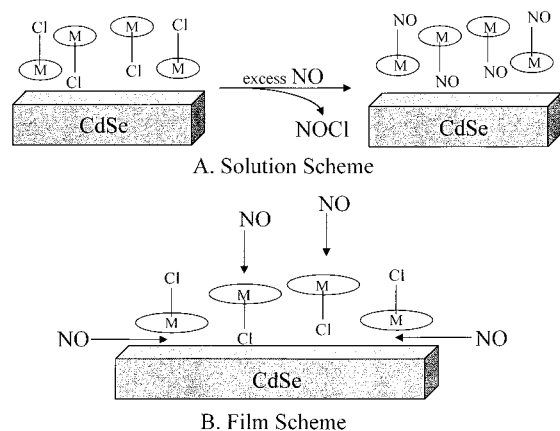 Cl M Cl M
M Cl Cl M
CdSe
excess NO
NOCl
NO M M NO
M NO NO M
CdSe
A. Solution Scheme
NO NO
Cl M M Cl
M Cl Cl M
NO NO
CdSe
B. Film Scheme